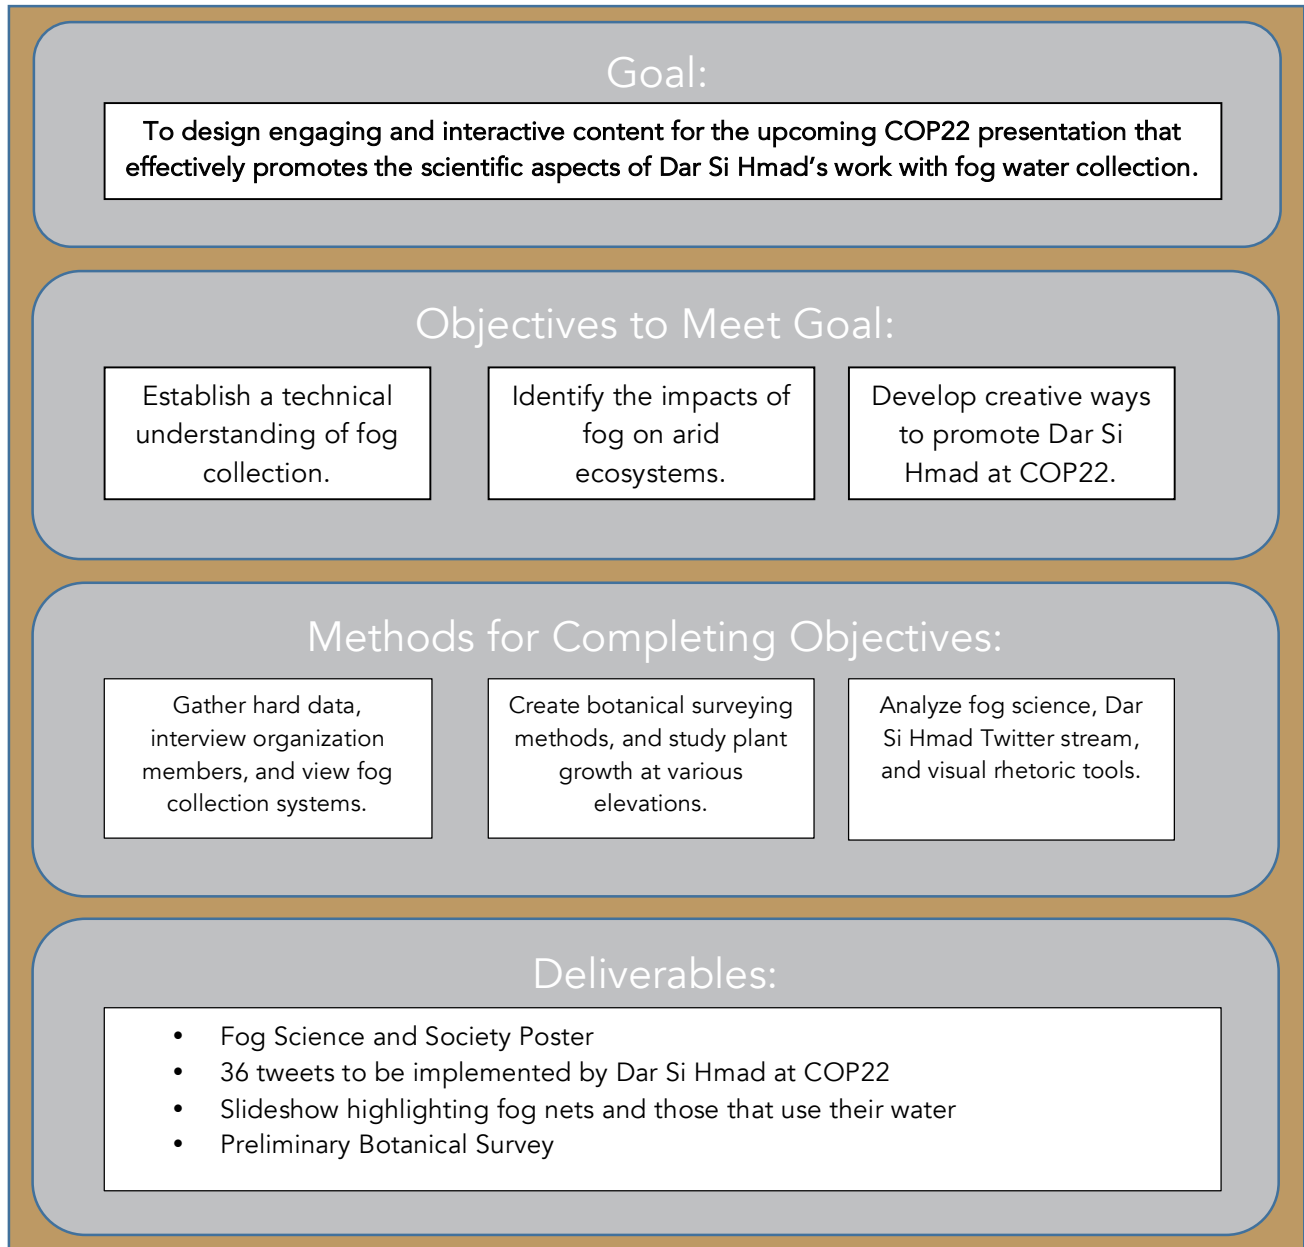 Goal:
To design engaging and interactive content for the upcoming COP22 presentation that
effectively promotes the scientific aspects of Dar Si Hmad’s work with fog water collection.
Objectives to Meet Goal:
Establish a technical
understanding of fog
collection.
Identify the impacts of
fog on arid
ecosystems.
Develop creative ways
to promote Dar Si
Hmad at COP22.
Methods for Completing Objectives:
Gather hard data,
interview organization
members, and view fog
collection systems.
Create botanical surveying
methods, and study plant
growth at various
elevations.
Analyze fog science, Dar
Si Hmad Twitter stream,
and visual rhetoric tools.
Deliverables:
• Fog Science and Society Poster
• 36 tweets to be implemented by Dar Si Hmad at COP22
• Slideshow highlighting fog nets and those that use their water
• Preliminary Botanical Survey